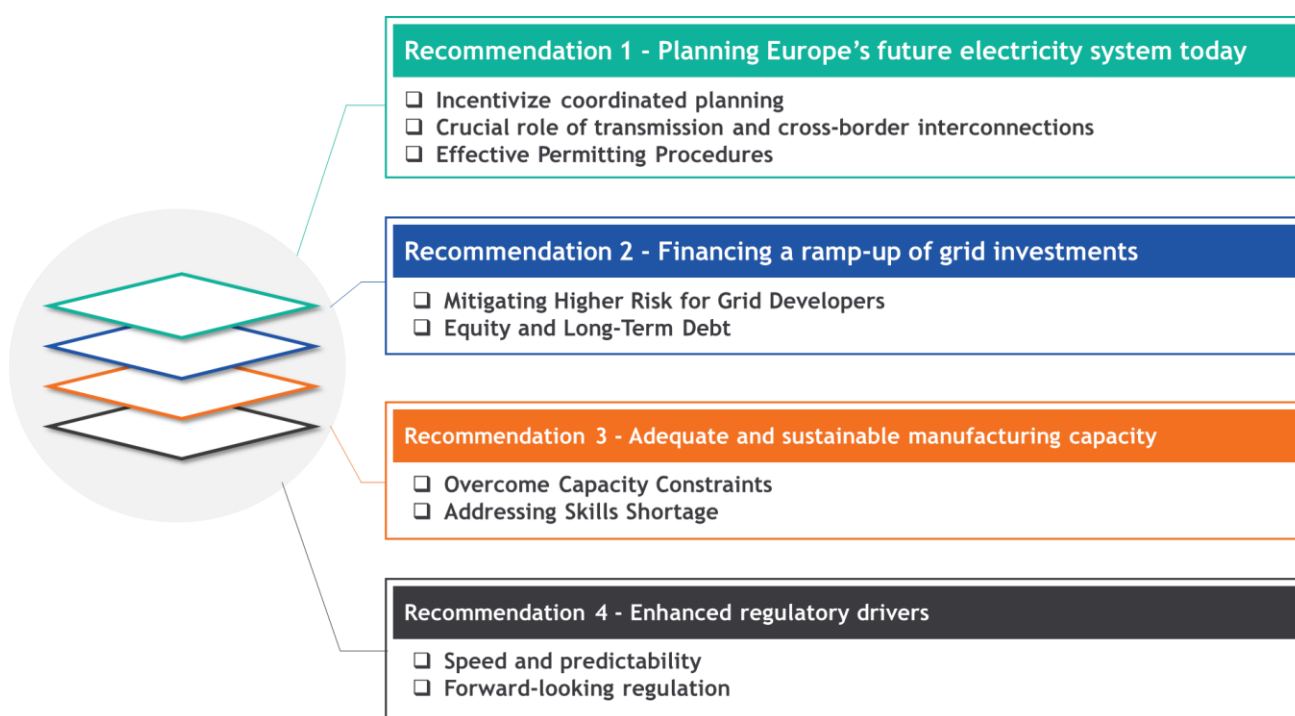 Recommendation 1 - Planning Europe's future electricity system today
❑ Incentivize coordinated planning
❑ Crucial role of transmission and cross-border interconnections
❑ Effective Permitting Procedures
Recommendation 2 - Financing a ramp-up of grid investments
❑ Mitigating Higher Risk for Grid Developers
❑ Equity and Long-Term Debt
Recommendation 3 - Adequate and sustainable manufacturing capacity
❑ Overcome Capacity Constraints
❑ Addressing Skills Shortage
Recommendation 4 - Enhanced regulatory drivers
❑ Speed and predictability
❑ Forward-looking regulation